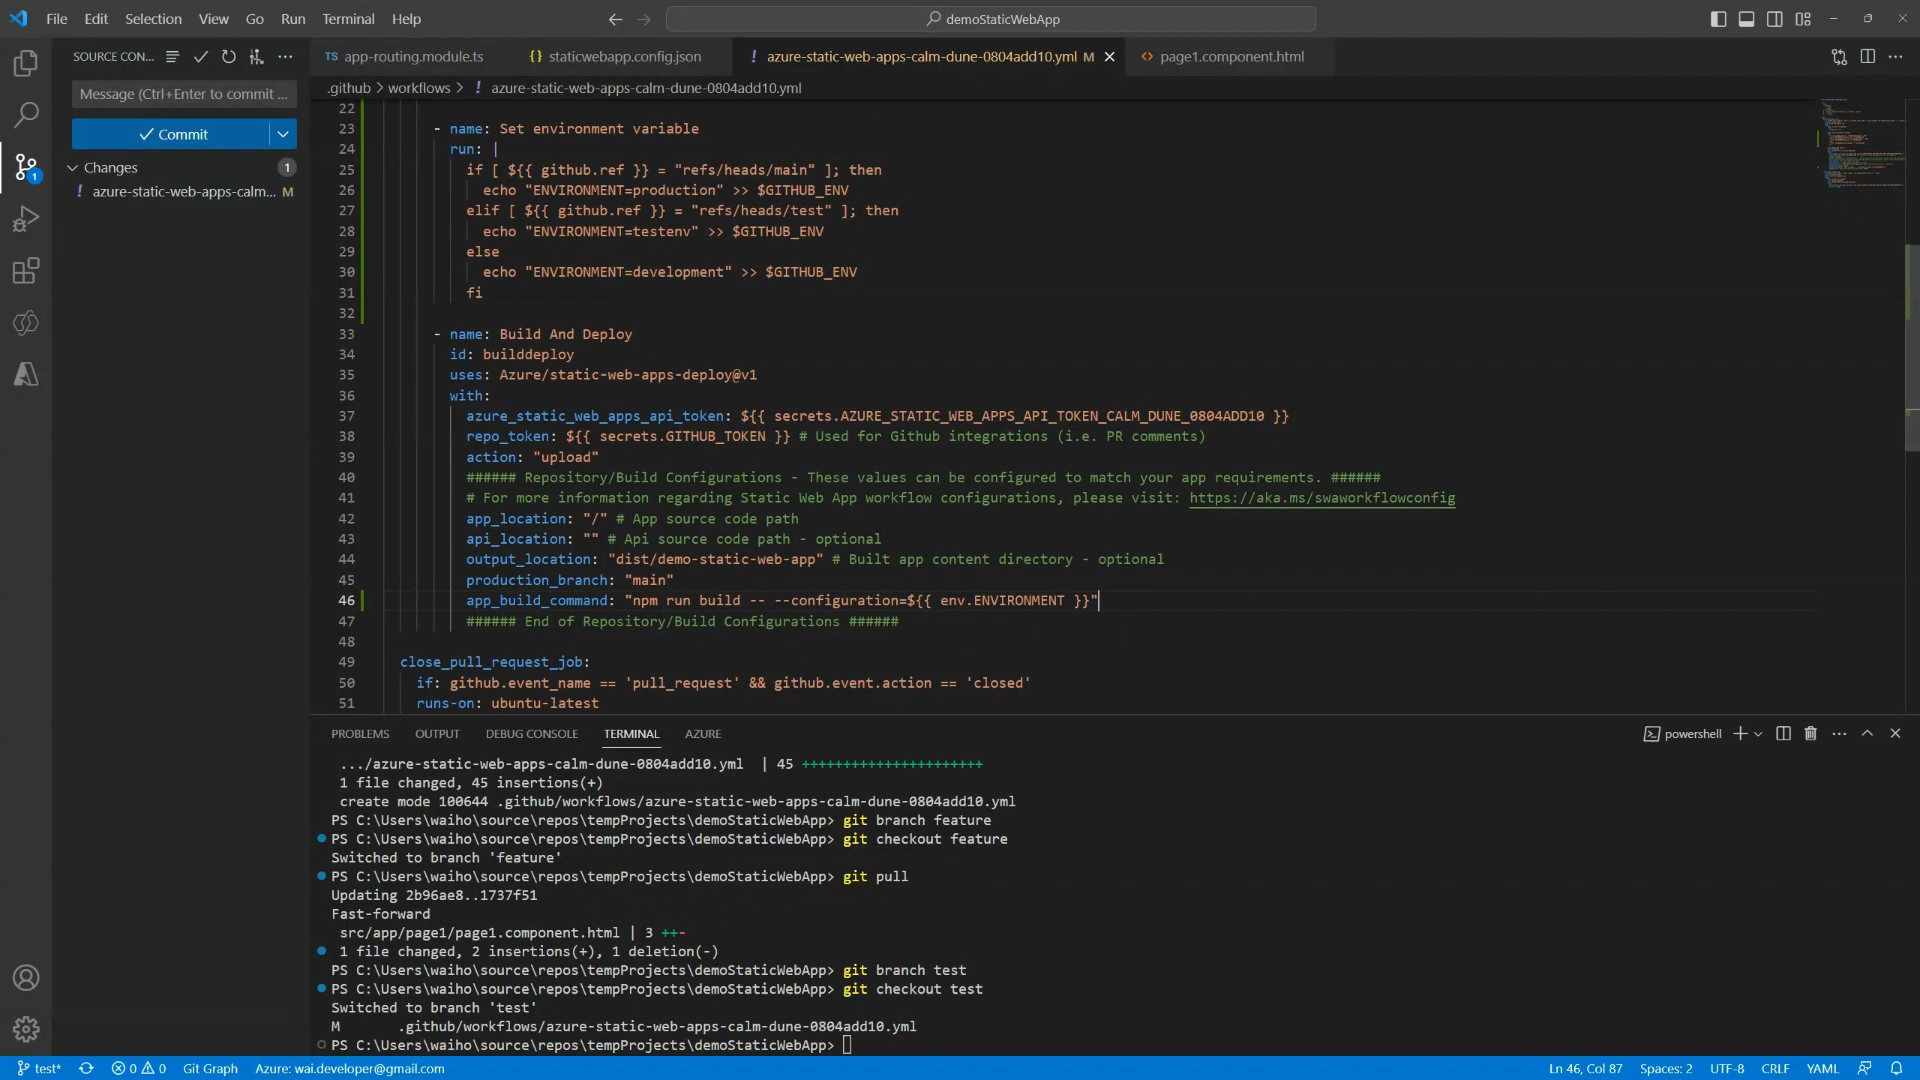 File Edit Selection View Go Run Terminal Help
demoStaticWebApp
SOURCE CON...
TS app-routing.module.ts
{} staticwebapp.config.json
! azure-static-web-apps-calm-dune-0804add10.yml M
<> page1.component.html
.github > workflows > ! azure-static-web-apps-calm-dune-0804add10.yml
Message (Ctrl+Enter to commit ...
Commit
Changes 1
! azure-static-web-apps-calm... M
1
22
23 - name: Set environment variable
24 run: |
25 if [ ${{ github.ref }} = "refs/heads/main" ]; then
26 echo "ENVIRONMENT=production" >> $GITHUB_ENV
27 elif [ ${{ github.ref }} = "refs/heads/test" ]; then
28 echo "ENVIRONMENT=testenv" >> $GITHUB_ENV
29 else
30 echo "ENVIRONMENT=development" >> $GITHUB_ENV
31 fi
32
33 - name: Build And Deploy
34 id: builddeploy
35 uses: Azure/static-web-apps-deploy@v1
36 with:
37 azure_static_web_apps_api_token: ${{ secrets.AZURE_STATIC_WEB_APPS_API_TOKEN_CALM_DUNE_0804ADD10 }}
38 repo_token: ${{ secrets.GITHUB_TOKEN }} # Used for Github integrations (i.e. PR comments)
39 action: "upload"
40 ###### Repository/Build Configurations - These values can be configured to match your app requirements. ######
41 # For more information regarding Static Web App workflow configurations, please visit: https://aka.ms/swaworkflowconfig
42 app_location: "/" # App source code path
43 api_location: "" # Api source code path - optional
44 output_location: "dist/demo-static-web-app" # Built app content directory - optional
45 production_branch: "main"
46 app_build_command: "npm run build -- --configuration=${{ env.ENVIRONMENT }}"
47 ###### End of Repository/Build Configurations ######
48
49 close_pull_request_job:
50 if: github.event_name == 'pull_request' && github.event.action == 'closed'
51 runs-on: ubuntu-latest
PROBLEMS OUTPUT DEBUG CONSOLE TERMINAL AZURE
powershell
.../azure-static-web-apps-calm-dune-0804add10.yml | 45 ++++++++++++++++++++++
1 file changed, 45 insertions(+)
create mode 100644 .github/workflows/azure-static-web-apps-calm-dune-0804add10.yml
PS C:\Users\waiho\source\repos\tempProjects\demoStaticWebApp> git branch feature
PS C:\Users\waiho\source\repos\tempProjects\demoStaticWebApp> git checkout feature
Switched to branch 'feature'
PS C:\Users\waiho\source\repos\tempProjects\demoStaticWebApp> git pull
Updating 2b96ae8..1737f51
Fast-forward
src/app/page1/page1.component.html | 3 ++-
1 file changed, 2 insertions(+), 1 deletion(-)
PS C:\Users\waiho\source\repos\tempProjects\demoStaticWebApp> git branch test
PS C:\Users\waiho\source\repos\tempProjects\demoStaticWebApp> git checkout test
Switched to branch 'test'
M .github/workflows/azure-static-web-apps-calm-dune-0804add10.yml
PS C:\Users\waiho\source\repos\tempProjects\demoStaticWebApp>
test* 0 0 Git Graph Azure: wai.developer@gmail.com
Ln 46, Col 87 Spaces: 2 UTF-8 CRLF YAML